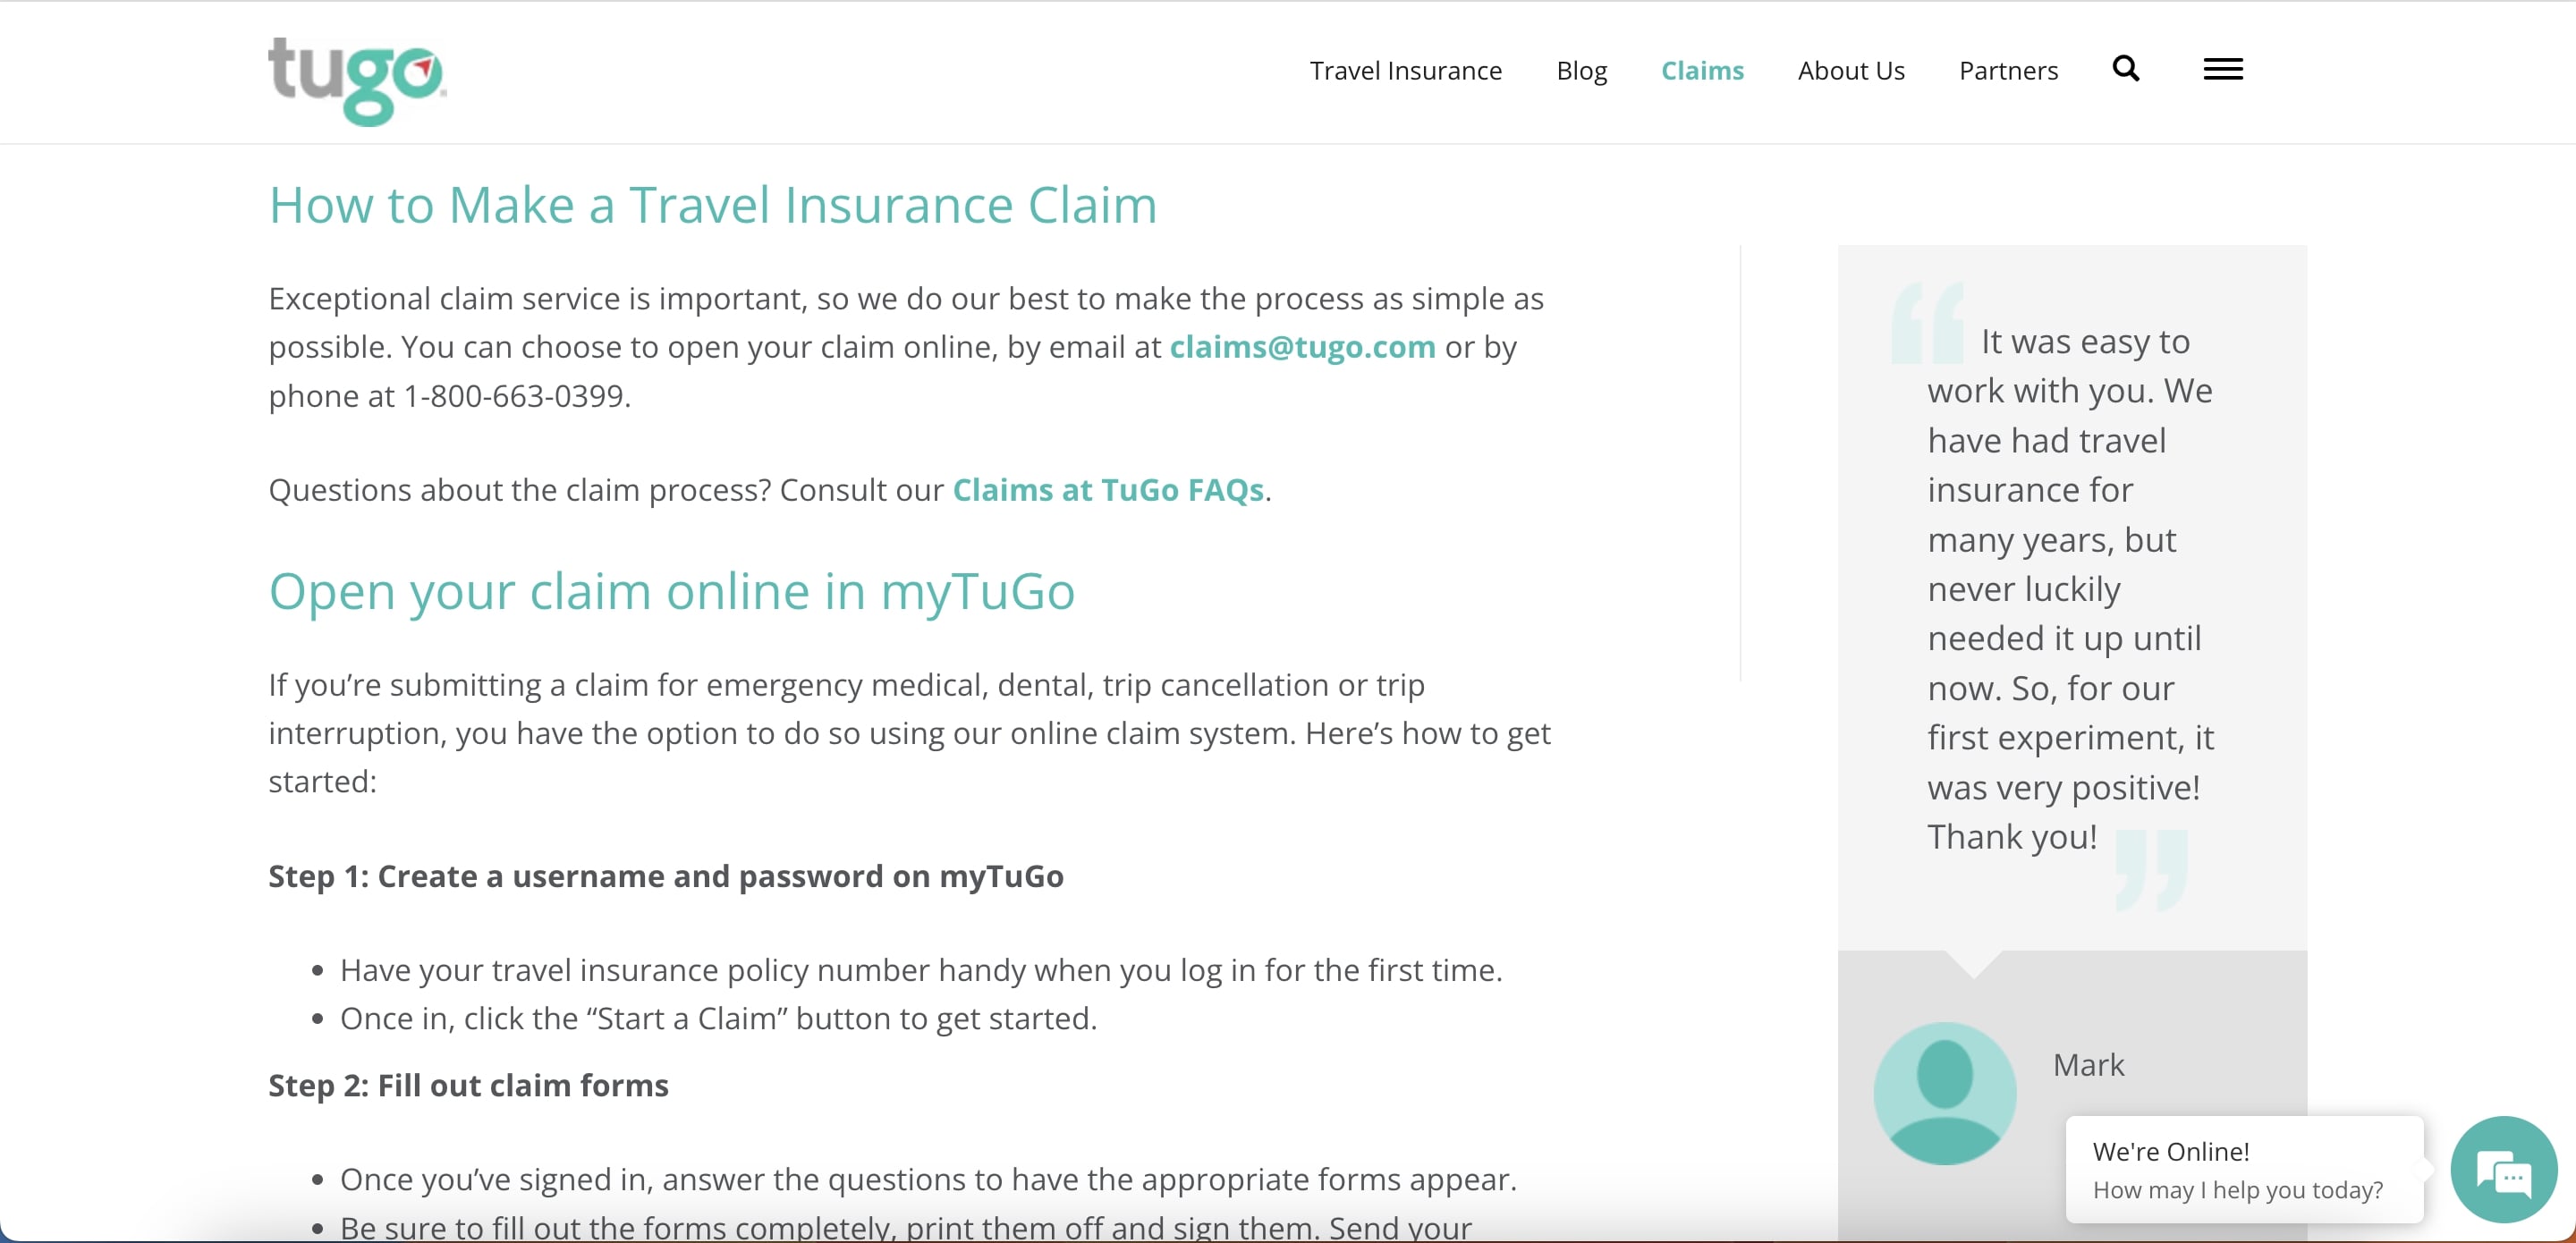 tugo
Travel Insurance
Blog
Claims
About Us
Partners
How to Make a Travel Insurance Claim
Exceptional claim service is important, so we do our best to make the process as simple as
possible. You can choose to open your claim online, by email at claims@tugo.com or by
phone at 1-800-663-0399.
Questions about the claim process? Consult our Claims at TuGo FAQs.
Open your claim online in myTuGo
If you’re submitting a claim for emergency medical, dental, trip cancellation or trip
interruption, you have the option to do so using our online claim system. Here’s how to get
started:
Step 1: Create a username and password on myTuGo
• Have your travel insurance policy number handy when you log in for the first time.
• Once in, click the “Start a Claim” button to get started.
Step 2: Fill out claim forms
• Once you’ve signed in, answer the questions to have the appropriate forms appear.
• Be sure to fill out the forms completely, print them off and sign them. Send your
“ It was easy to
work with you. We
have had travel
insurance for
many years, but
never luckily
needed it up until
now. So, for our
first experiment, it
was very positive!
Thank you! ”
Mark
We're Online!
How may I help you today?